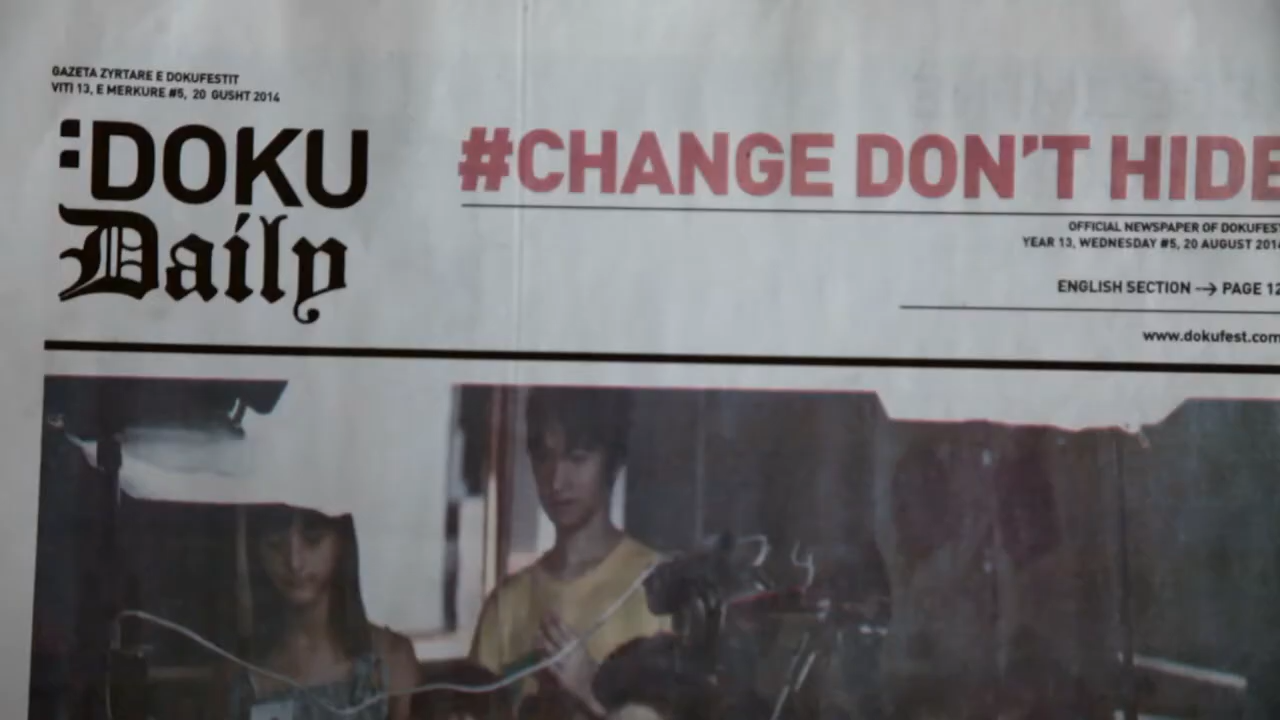 GAZETA ZYRTARE E DOKUFESTIT
VITI 13, E MERKURE #5, 20 GUSHT 2014
:DOKU
Daily
#CHANGE DON'T HIDE
OFFICIAL NEWSPAPER OF DOKUFEST
YEAR 13, WEDNESDAY #5, 20 AUGUST 2014
ENGLISH SECTION → PAGE 12
www.dokufest.com